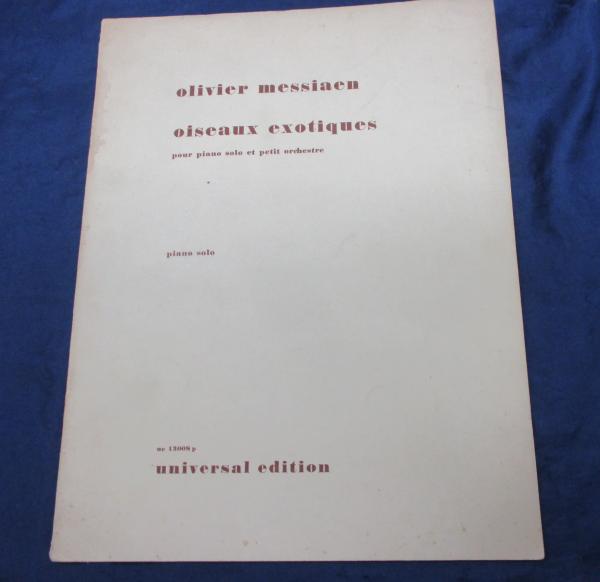 olivier messiaen
oiseaux exotiques
pour piano solo et petit orchestre
piano solo
ue 13008 p
universal edition